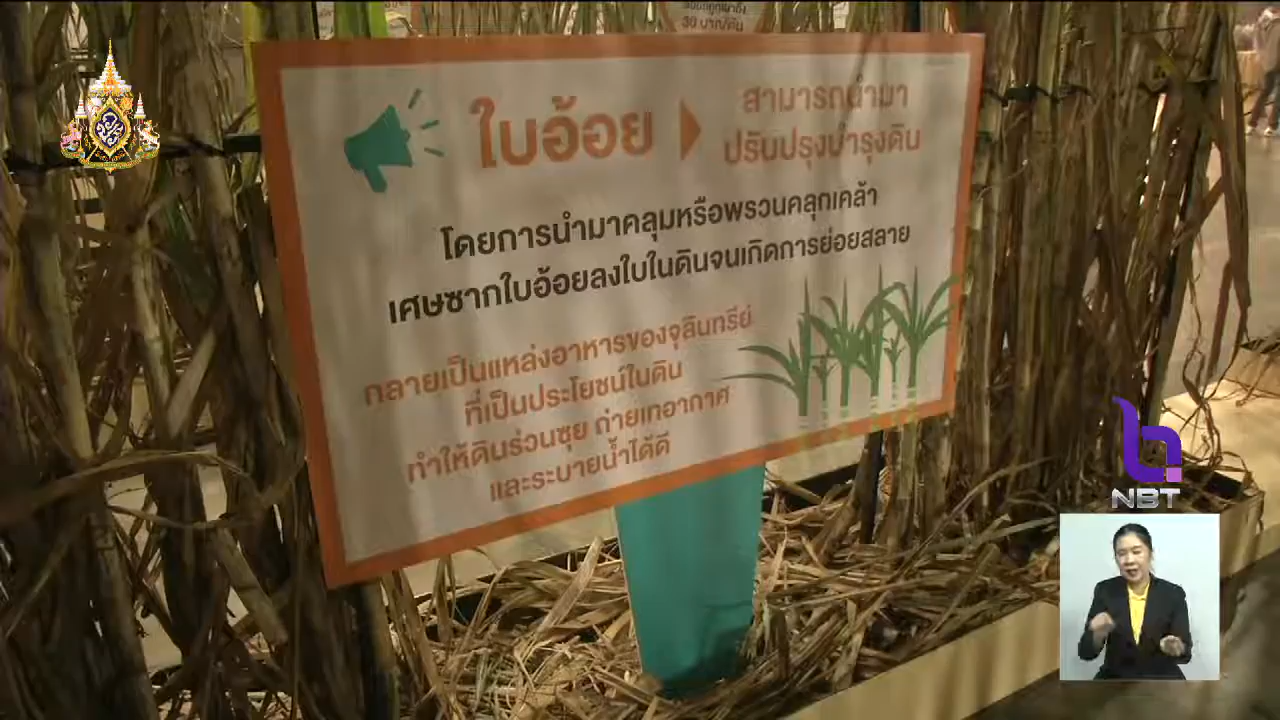 30 บาท/ตัน
ใบอ้อย
สามารถนำมา
ปรับปรุงบำรุงดิน
โดยการนำมาคลุมหรือพรวนคลุกเคล้า
เศษซากใบอ้อยลงใบในดินจนเกิดการย่อยสลาย
กลายเป็นแหล่งอาหารของจุลินทรีย์
ที่เป็นประโยชน์ในดิน
ทำให้ดินร่วนซุย ถ่ายเทอากาศ
และระบายน้ำได้ดี
NBT